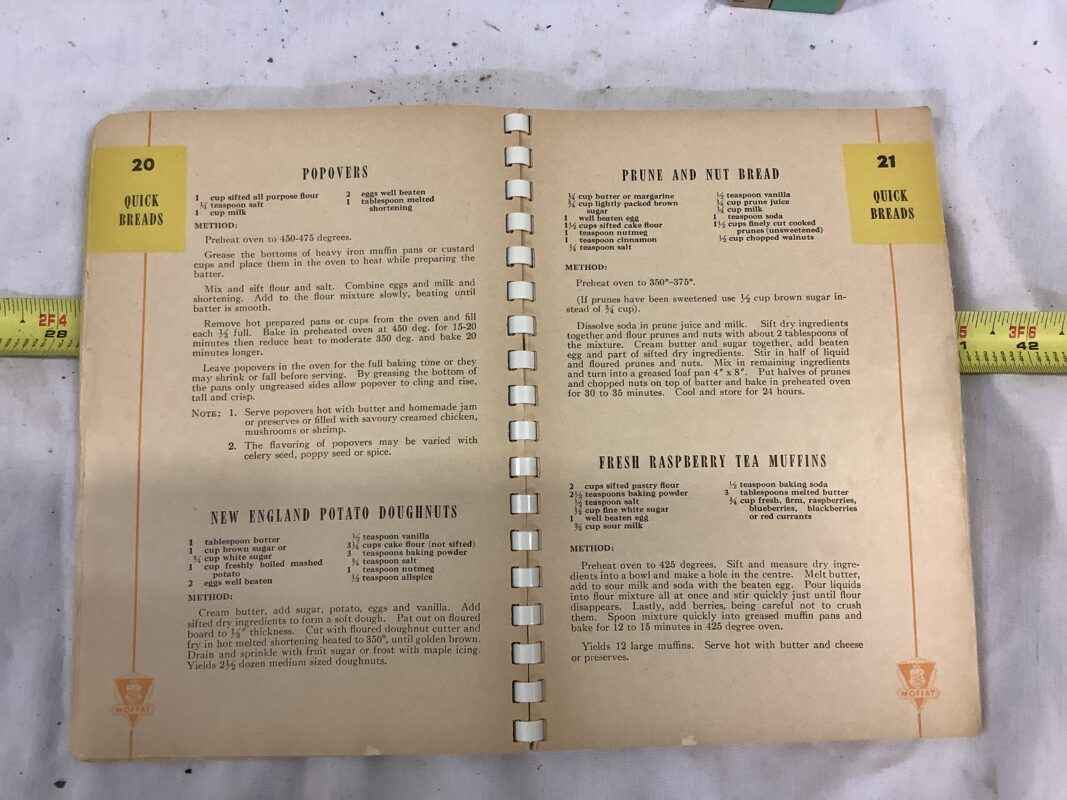 20
QUICK
BREADS
POPOVERS
1 cup sifted all purpose flour
¼ teaspoon salt
1 cup milk
2 eggs well beaten
1 tablespoon melted
shortening
METHOD:
Preheat oven to 450-475 degrees.
Grease the bottoms of heavy iron muffin pans or custard
cups and place them in the oven to heat while preparing the
batter.
Mix and sift flour and salt. Combine eggs and milk and
shortening. Add to the flour mixture slowly, beating until
batter is smooth.
Remove hot prepared pans or cups from the oven and fill
each ⅓ full. Bake in preheated oven at 450 deg. for 15-20
minutes then reduce heat to moderate 350 deg. and bake 20
minutes longer.
Leave popovers in the oven for the full baking time or they
may shrink or fall before serving. By greasing the bottom of
the pans only ungreased sides allow popover to cling and rise,
tall and crisp.
NOTE: 1. Serve popovers hot with butter and homemade jam
or preserves or filled with savoury creamed chicken,
mushrooms or shrimp.
2. The flavoring of popovers may be varied with
celery seed, poppy seed or spice.
NEW ENGLAND POTATO DOUGHNUTS
1 tablespoon butter
1 cup brown sugar or
¾ cup white sugar
1 cup freshly boiled mashed
potato
2 eggs well beaten
½ teaspoon vanilla
3¼ cups cake flour (not sifted)
3 teaspoons baking powder
¾ teaspoon salt
1 teaspoon nutmeg
½ teaspoon allspice
METHOD:
Cream butter, add sugar, potato, eggs and vanilla. Add
sifted dry ingredients to form a soft dough. Pat out on floured
board to ⅓" thickness. Cut with floured doughnut cutter and
fry in hot melted shortening heated to 350°, until golden brown.
Drain and sprinkle with fruit sugar or frost with maple icing.
Yields 2½ dozen medium sized doughnuts.
MOFFAT
21
QUICK
BREADS
PRUNE AND NUT BREAD
¼ cup butter or margarine
¾ cup lightly packed brown
sugar
1 well beaten egg
1½ cups sifted cake flour
1 teaspoon nutmeg
1 teaspoon cinnamon
¼ teaspoon salt
½ teaspoon vanilla
¼ cup prune juice
¼ cup milk
1 teaspoon soda
1½ cups finely cut cooked
prunes (unsweetened)
½ cup chopped walnuts
METHOD:
Preheat oven to 350°-375°.
(If prunes have been sweetened use ½ cup brown sugar in-
stead of ¾ cup).
Dissolve soda in prune juice and milk. Sift dry ingredients
together and flour prunes and nuts with about 2 tablespoons of
the mixture. Cream butter and sugar together, add beaten
egg and part of sifted dry ingredients. Stir in half of liquid
and floured prunes and nuts. Mix in remaining ingredients
and turn into a greased loaf pan 4" x 8". Put halves of prunes
and chopped nuts on top of batter and bake in preheated oven
for 30 to 35 minutes. Cool and store for 24 hours.
FRESH RASPBERRY TEA MUFFINS
2 cups sifted pastry flour
2½ teaspoons baking powder
½ teaspoon salt
½ cup fine white sugar
1 well beaten egg
⅔ cup sour milk
½ teaspoon baking soda
3 tablespoons melted butter
¾ cup fresh, firm, raspberries,
blueberries, blackberries
or red currants
METHOD:
Preheat oven to 425 degrees. Sift and measure dry ingre-
dients into a bowl and make a hole in the centre. Melt butter,
add to sour milk and soda with the beaten egg. Pour liquids
into flour mixture all at once and stir quickly just until flour
disappears. Lastly, add berries, being careful not to crush
them. Spoon mixture quickly into greased muffin pans and
bake for 12 to 15 minutes in 425 degree oven.
Yields 12 large muffins. Serve hot with butter and cheese
or preserves.
MOFFAT
2F4
28
5
3F6
42